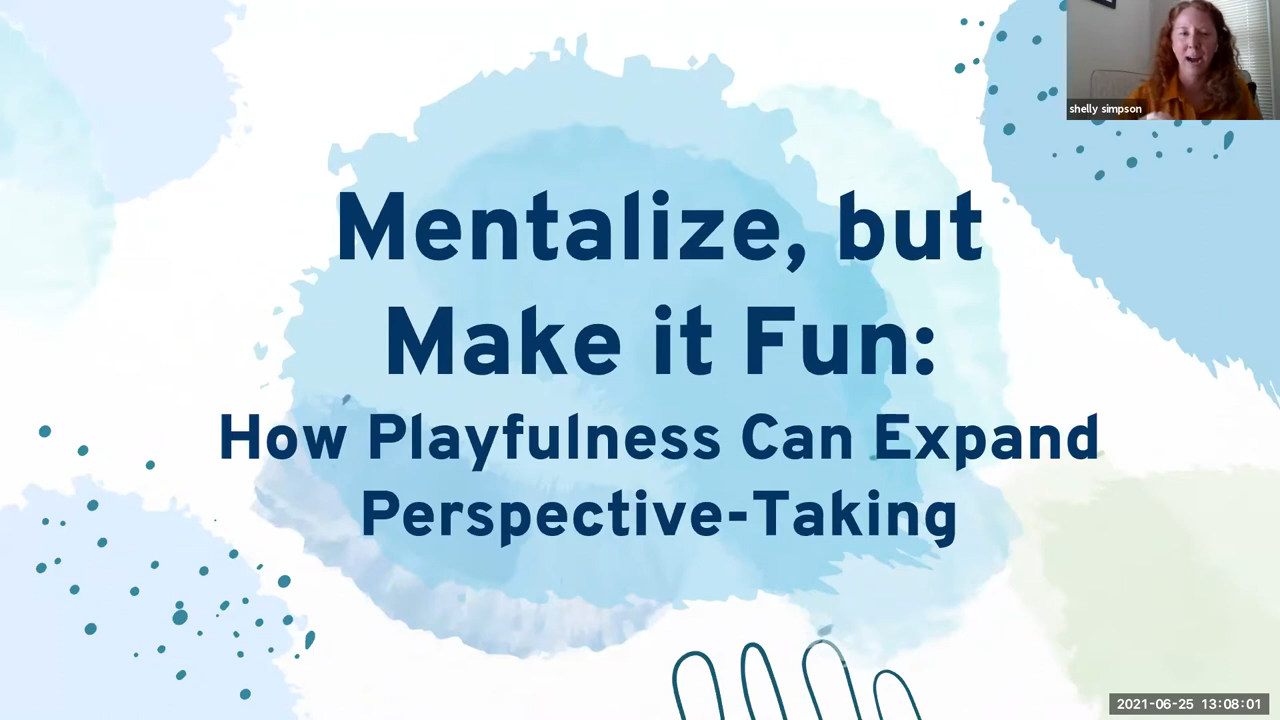 shelly simpson
Mentalize, but
Make it Fun:
How Playfulness Can Expand
Perspective-Taking
2021-06-25 13:08:01